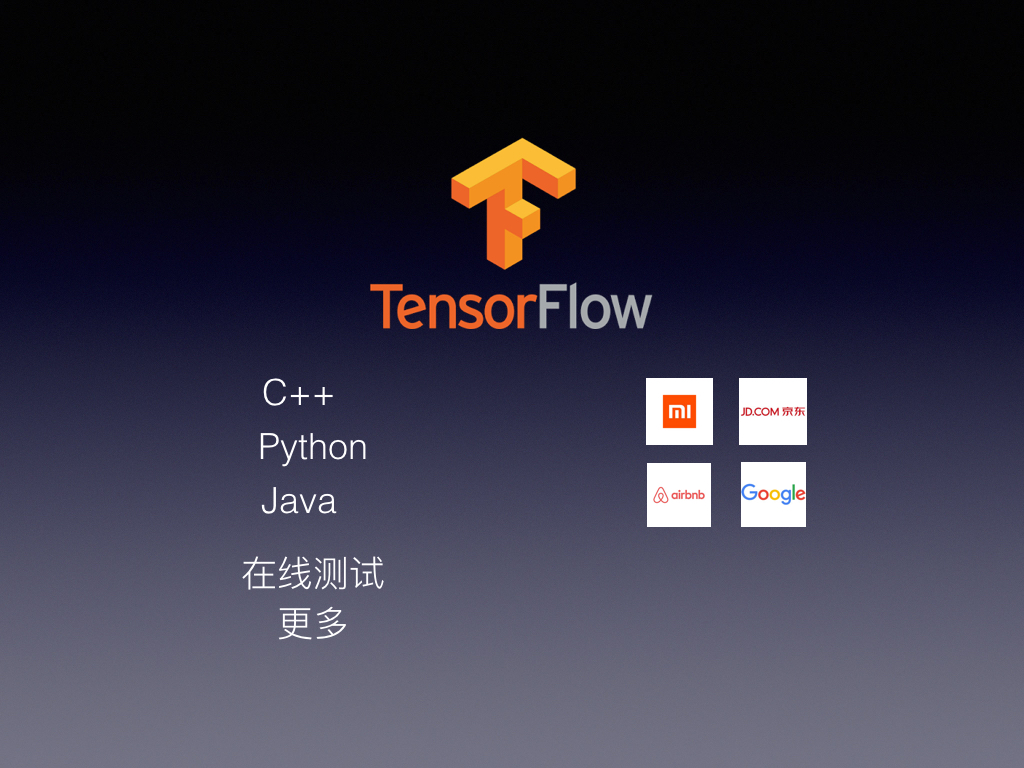 TensorFlow
C++
Python
Java
在线测试
更多
mi
JD.COM 京东
airbnb
Google